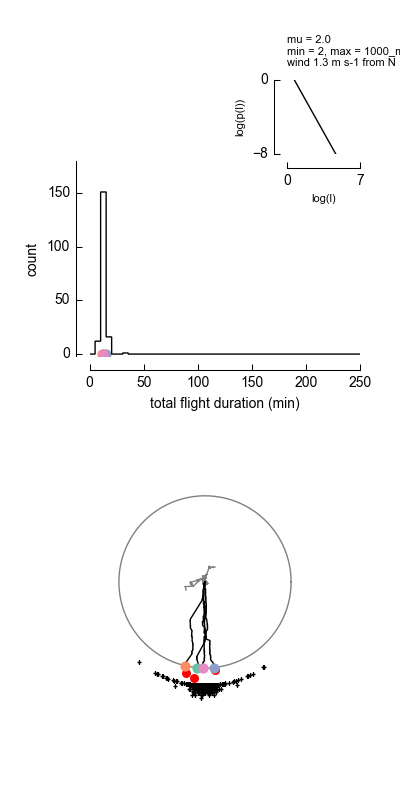 mu = 2.0
min = 2, max = 1000_m
wind 1.3 m s-1 from N
0
−8
log(p(l))
0 7
log(l)
150
100
50
0
count
0 50 100 150 200 250
total flight duration (min)